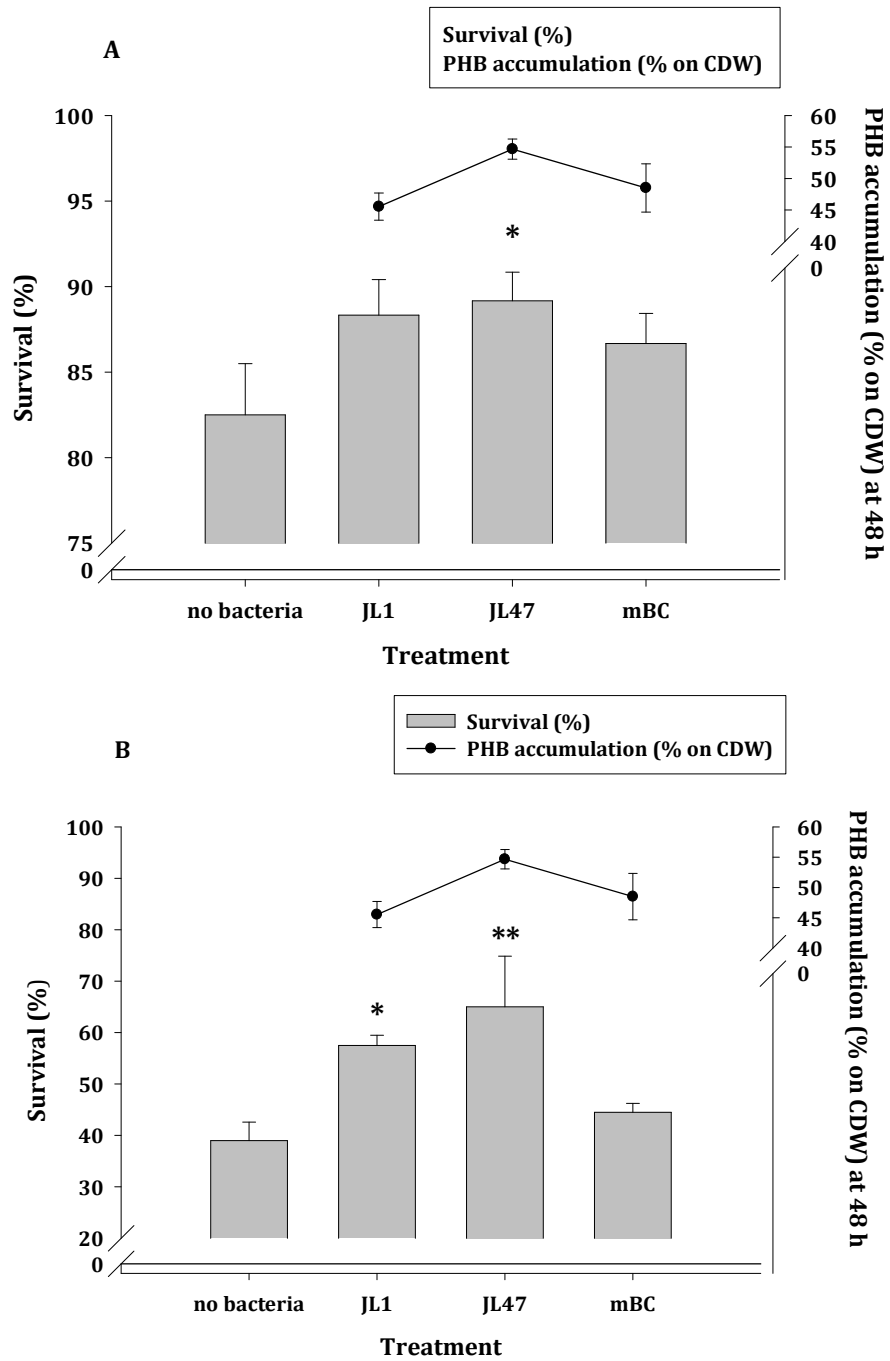 A
Survival (%)
PHB accumulation (% on CDW)
100
95
90
85
80
75
0
Survival (%)
60
55
50
45
40
0
PHB accumulation (% on CDW) at 48 h
*
no bacteria JL1 JL47 mBC
Treatment
B
Survival (%)
PHB accumulation (% on CDW)
100
90
80
70
60
50
40
30
20
0
Survival (%)
60
55
50
45
40
0
PHB accumulation (% on CDW) at 48 h
*
**
no bacteria JL1 JL47 mBC
Treatment